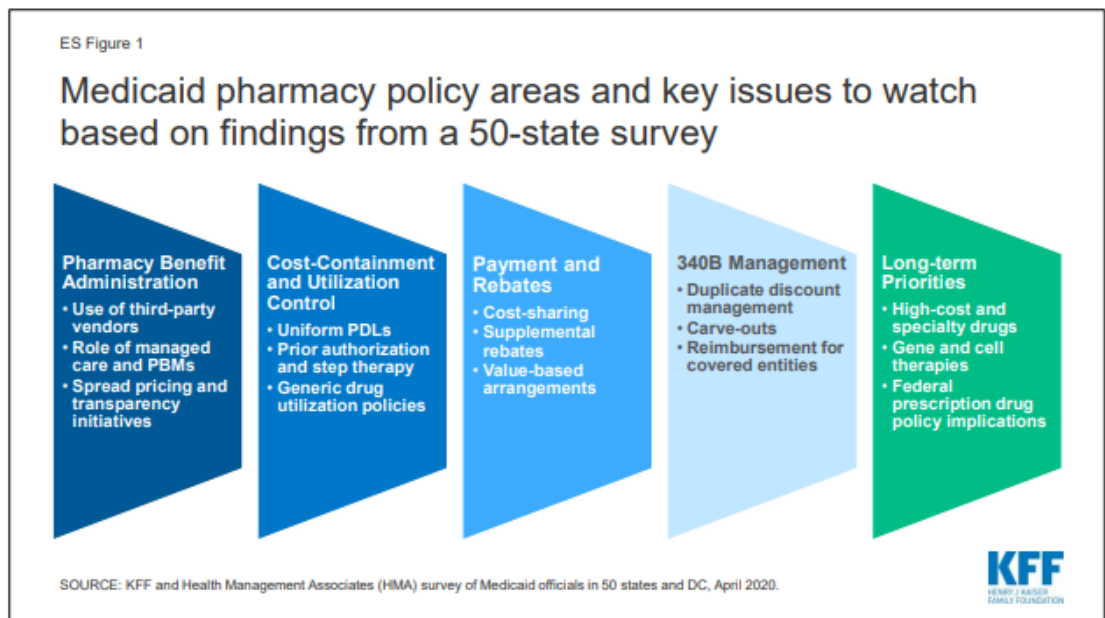 ES Figure 1
Medicaid pharmacy policy areas and key issues to watch
based on findings from a 50-state survey
Pharmacy Benefit
Administration
• Use of third-party
vendors
• Role of managed
care and PBMs
• Spread pricing and
transparency
initiatives
Cost-Containment
and Utilization
Control
• Uniform PDLs
• Prior authorization
and step therapy
• Generic drug
utilization policies
Payment and
Rebates
• Cost-sharing
• Supplemental
rebates
• Value-based
arrangements
340B Management
• Duplicate discount
management
• Carve-outs
• Reimbursement for
covered entities
Long-term
Priorities
• High-cost and
specialty drugs
• Gene and cell
therapies
• Federal
prescription drug
policy implications
SOURCE: KFF and Health Management Associates (HMA) survey of Medicaid officials in 50 states and DC, April 2020.
KFF
HENRY J KAISER
FAMILY FOUNDATION